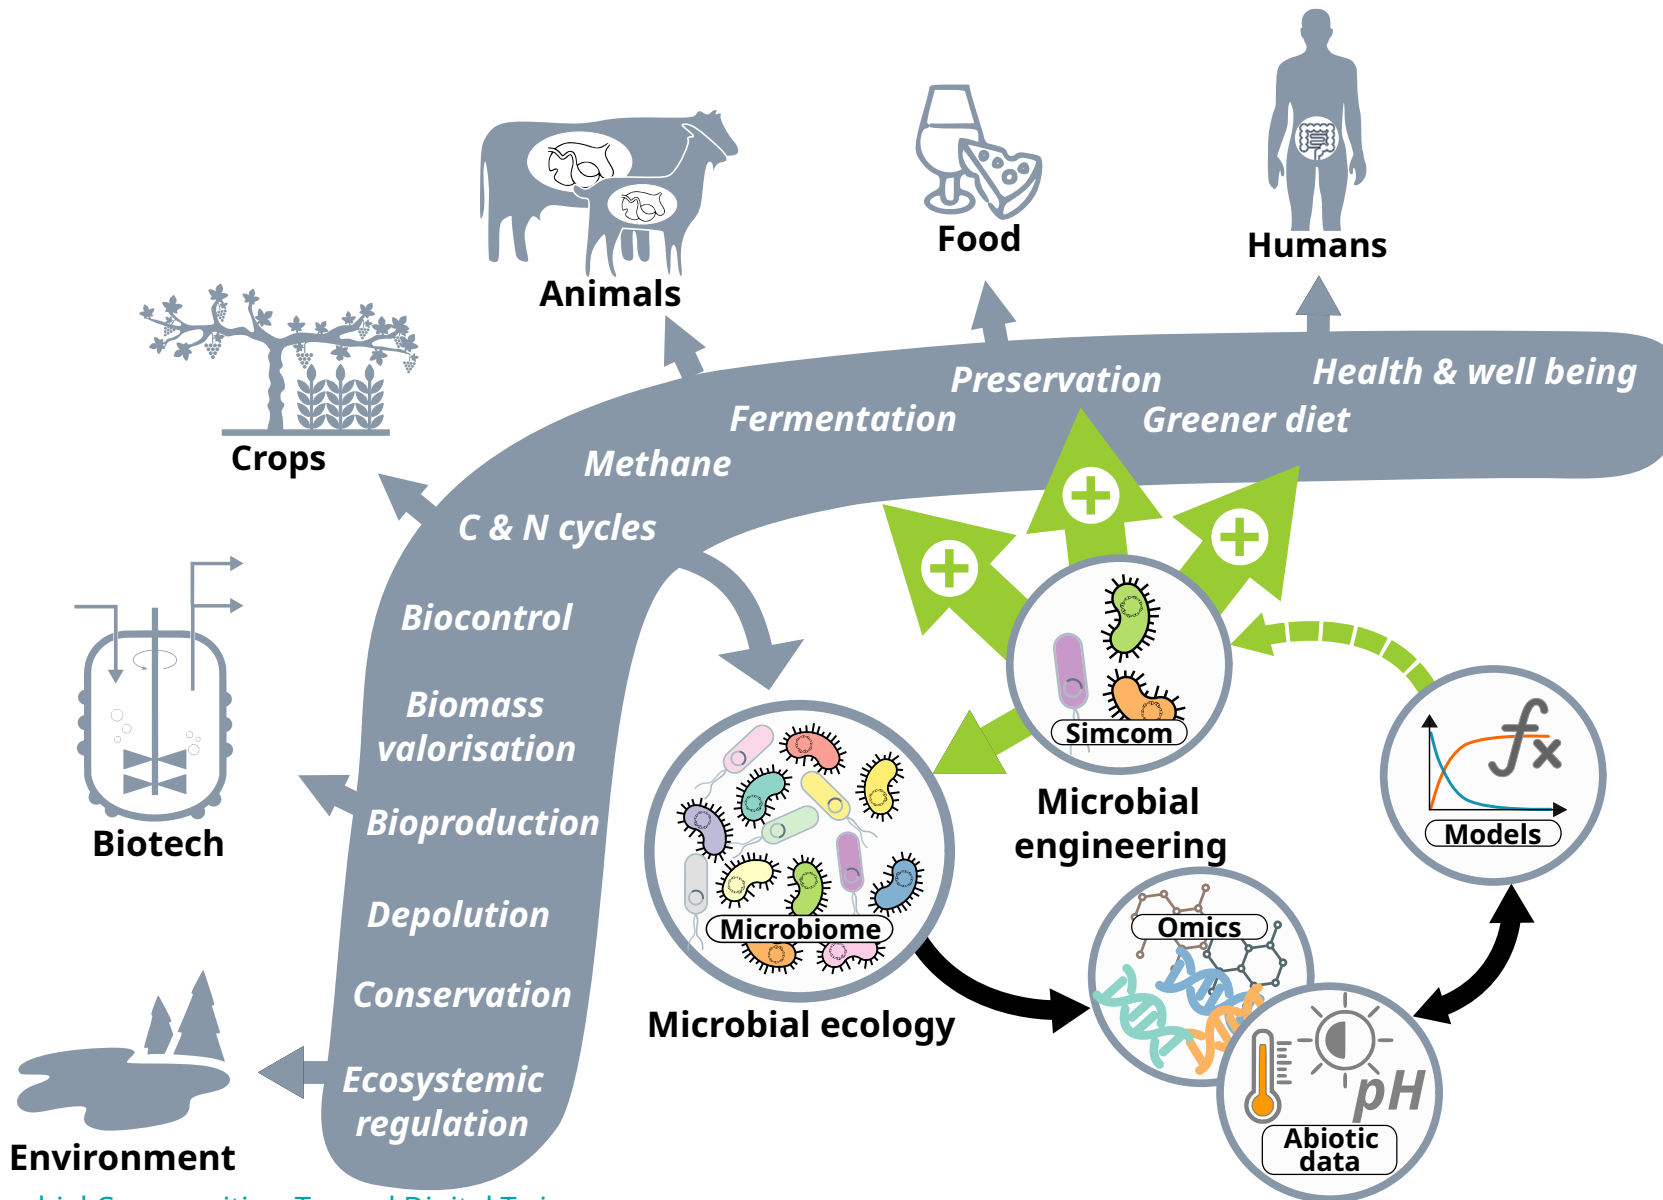 Humans
Food
Animals
Crops
Biotech
Environment
Health & well being
Preservation
Greener diet
Fermentation
Methane
C & N cycles
Biocontrol
Biomass
valorisation
Bioproduction
Depolution
Conservation
Ecosystemic
regulation
Simcom
Microbial
engineering
fx
Models
Microbiome
Microbial ecology
Omics
pH
Abiotic
data